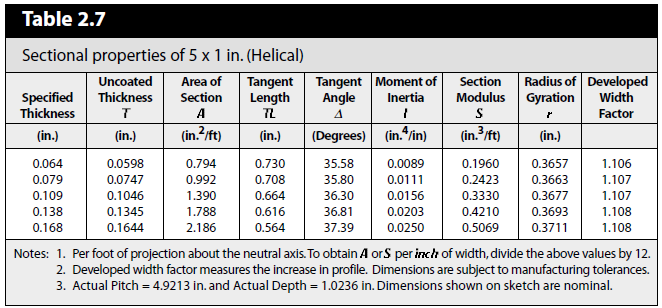 Table 2.7
Sectional properties of 5 x 1 in. (Helical)
Uncoated Area of Tangent Tangent Moment of Section Radius of Developed
Specified Thickness Section Length Angle Inertia Modulus Gyration Width
Thickness T A TL Δ I S r Factor
(in.) (in.) (in.²/ft) (in.) (Degrees) (in.⁴/in) (in.³/ft) (in.)
0.064 0.0598 0.794 0.730 35.58 0.0089 0.1960 0.3657 1.106
0.079 0.0747 0.992 0.708 35.80 0.0111 0.2423 0.3663 1.107
0.109 0.1046 1.390 0.664 36.30 0.0156 0.3330 0.3677 1.107
0.138 0.1345 1.788 0.616 36.81 0.0203 0.4210 0.3693 1.108
0.168 0.1644 2.186 0.564 37.39 0.0250 0.5069 0.3711 1.108
Notes: 1. Per foot of projection about the neutral axis. To obtain A or S per inch of width, divide the above values by 12.
2. Developed width factor measures the increase in profile. Dimensions are subject to manufacturing tolerances.
3. Actual Pitch = 4.9213 in. and Actual Depth = 1.0236 in. Dimensions shown on sketch are nominal.